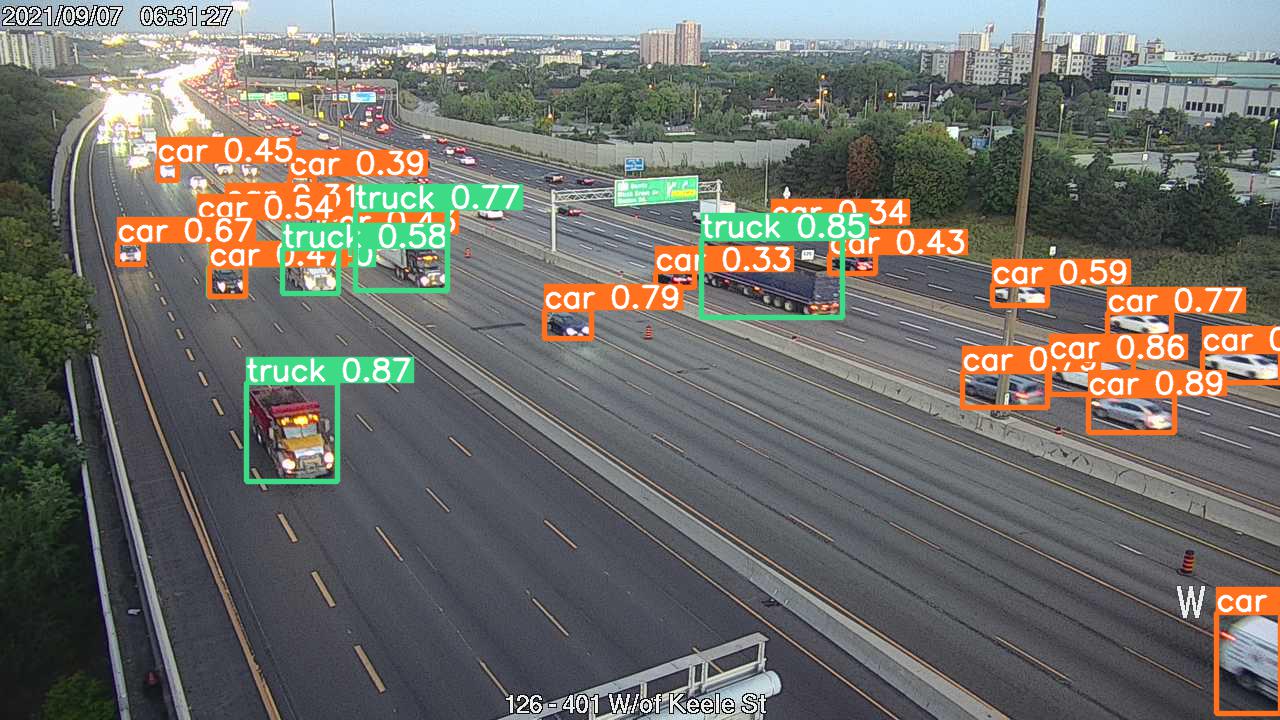 2021/09/07 06:31:27
car 0.45
car 0.39
truck 0.77
car 0.54
car 0.34
car 0.67
truck 0.58
truck 0.85
car 0.43
car 0.33
car 0.59
car 0.79
car 0.77
car 0.86
car
car 0.89
truck 0.87
car
W
126 - 401 W/of Keele St